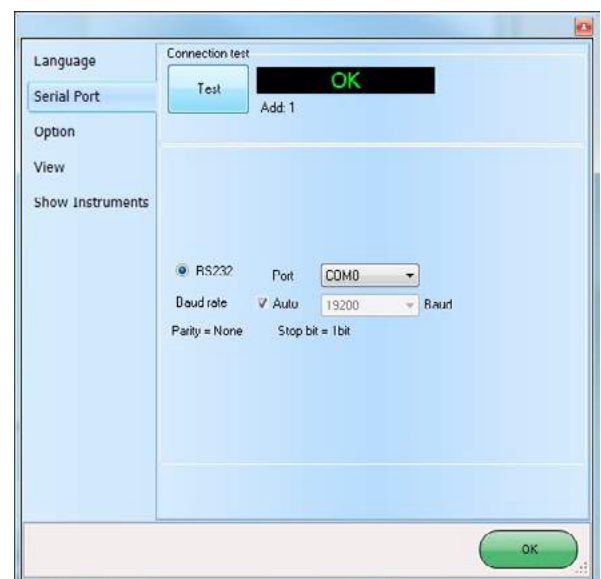 Language
Serial Port
Option
View
Show Instruments
Connection test
Test
OK
Add: 1
RS232 Port COM0
Baud rate Auto 19200 Baud
Parity = None Stop bit = 1bit
OK